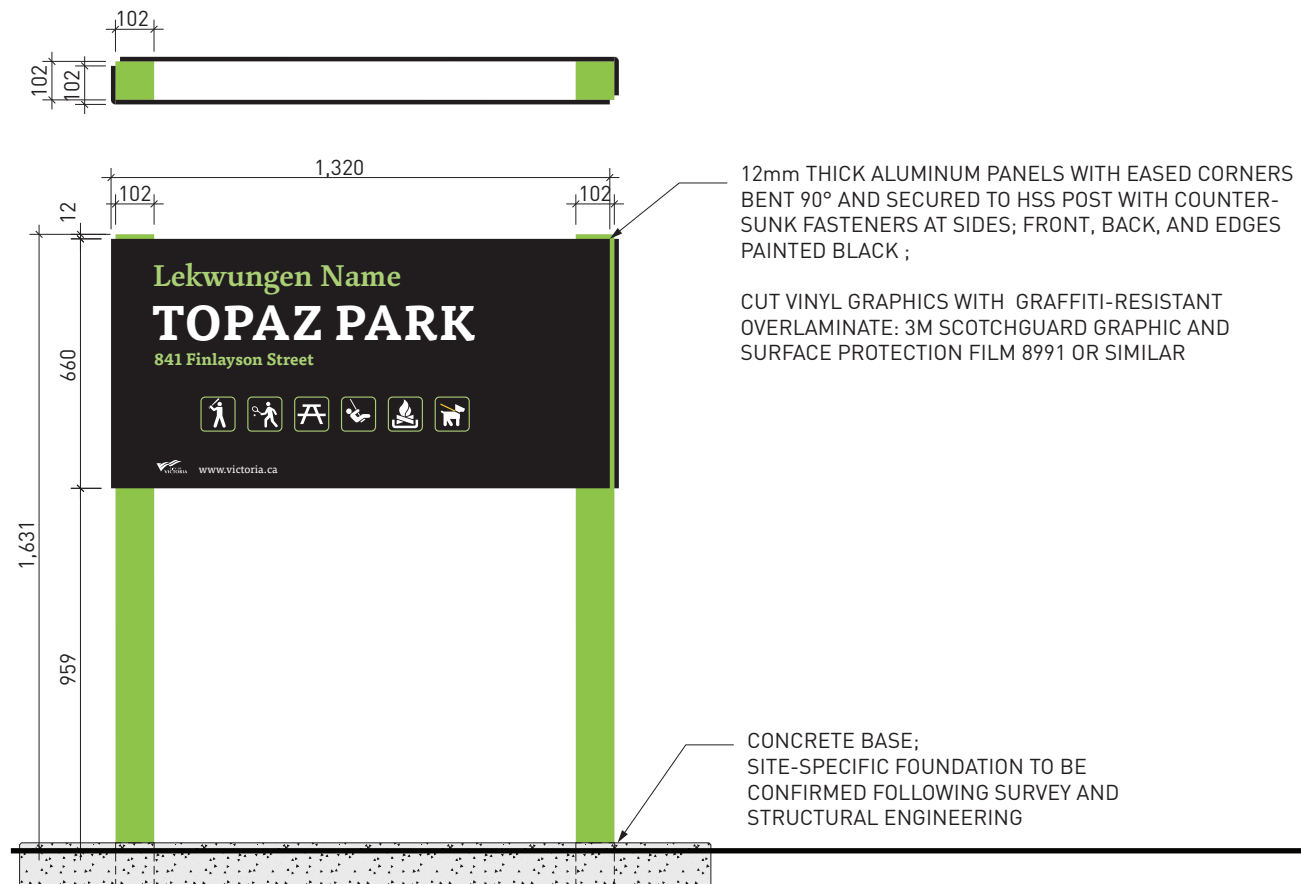 102
102
102
1,320
102
102
12
660
1,631
959
Lekwungen Name
TOPAZ PARK
841 Finlayson Street
VICTORIA
www.victoria.ca
12mm THICK ALUMINUM PANELS WITH EASED CORNERS
BENT 90° AND SECURED TO HSS POST WITH COUNTER-
SUNK FASTENERS AT SIDES; FRONT, BACK, AND EDGES
PAINTED BLACK ;
CUT VINYL GRAPHICS WITH GRAFFITI-RESISTANT
OVERLAMINATE: 3M SCOTCHGUARD GRAPHIC AND
SURFACE PROTECTION FILM 8991 OR SIMILAR
CONCRETE BASE;
SITE-SPECIFIC FOUNDATION TO BE
CONFIRMED FOLLOWING SURVEY AND
STRUCTURAL ENGINEERING